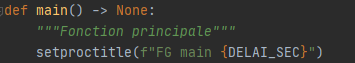 def main() -> None:
"""Fonction principale"""
setproctitle(f"FG main {DELAI_SEC}")